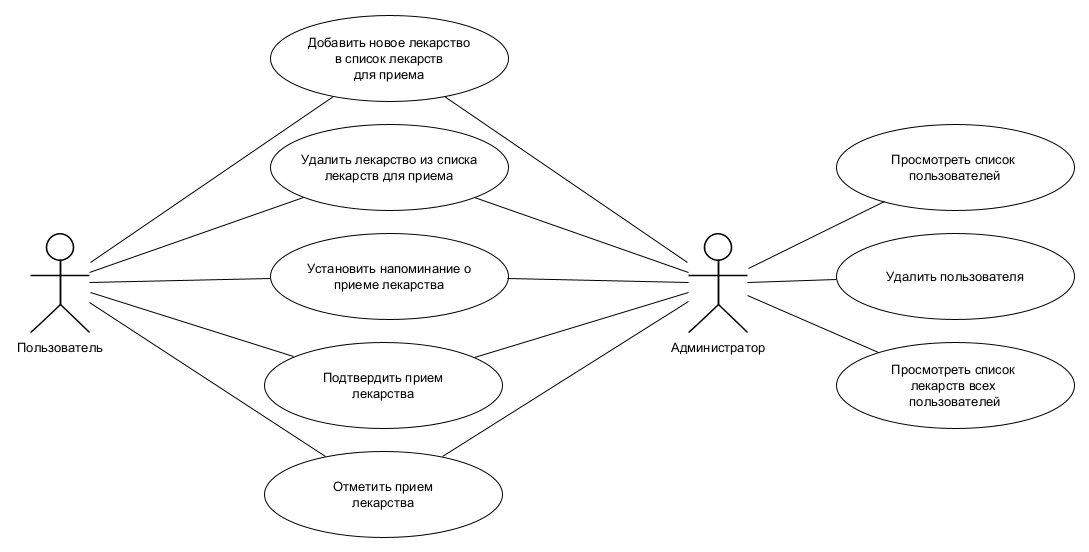 Добавить новое лекарство
в список лекарств
для приема
Удалить лекарство из списка
лекарств для приема
Просмотреть список
пользователей
Установить напоминание о
приеме лекарства
Удалить пользователя
Пользователь
Администратор
Подтвердить прием
лекарства
Просмотреть список
лекарств всех
пользователей
Отметить прием
лекарства